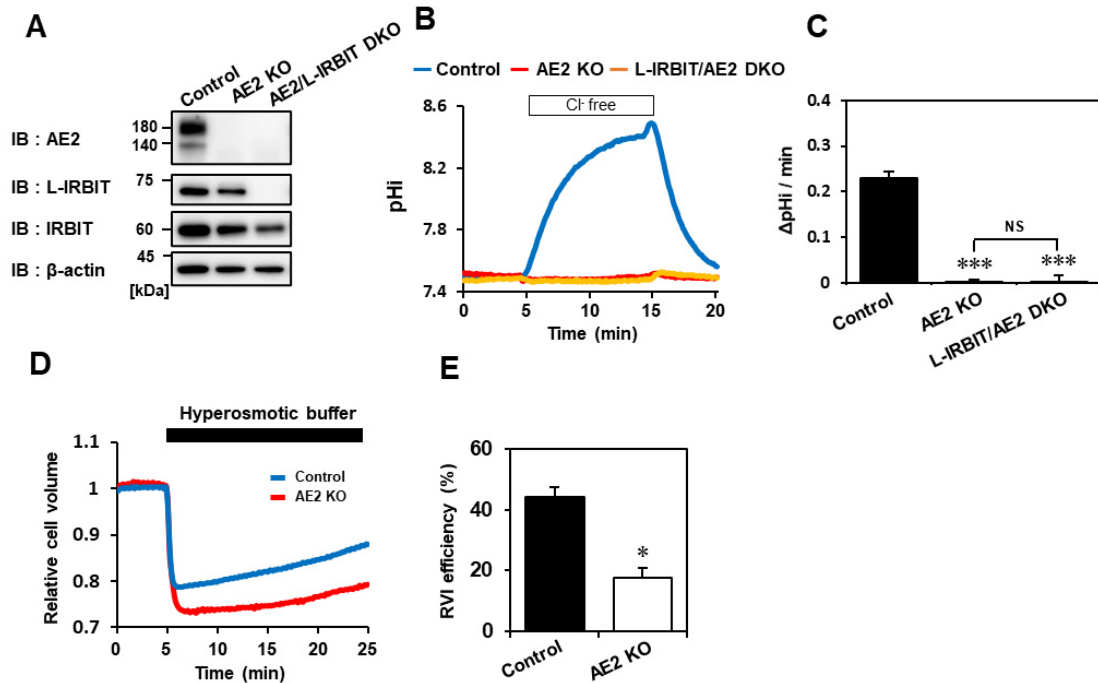 A
Control
AE2 KO
AE2/L-IRBIT DKO
IB : AE2
180
140
IB : L-IRBIT
75
IB : IRBIT
60
IB : β-actin
45
[kDa]
B
Control
AE2 KO
L-IRBIT/AE2 DKO
Cl- free
pHi
8.6
8.2
7.8
7.4
0
5
10
15
20
Time (min)
C
ΔpHi / min
0.4
0.3
0.2
0.1
0
NS
***
***
Control
AE2 KO
L-IRBIT/AE2 DKO
D
Hyperosmotic buffer
Control
AE2 KO
Relative cell volume
1.1
1
0.9
0.8
0.7
0
5
10
15
20
25
Time (min)
E
RVI efficiency (%)
60
40
20
0
*
Control
AE2 KO